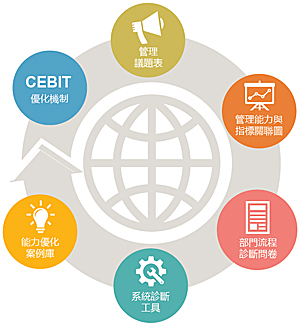 管理
議題表
CEBIT
優化機制
管理能力與
指標關聯圖
能力優化
案例庫
部門流程
診斷問卷
系統診斷
工具